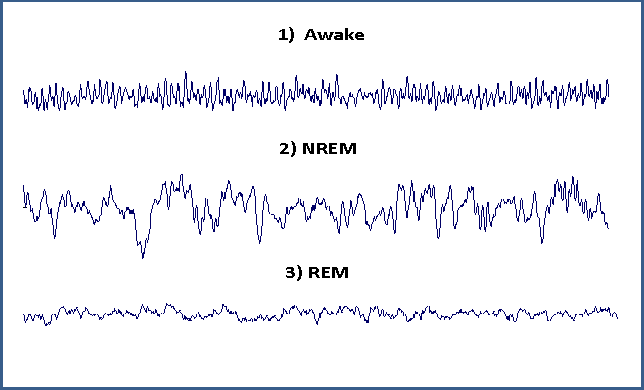 1) Awake
2) NREM
3) REM